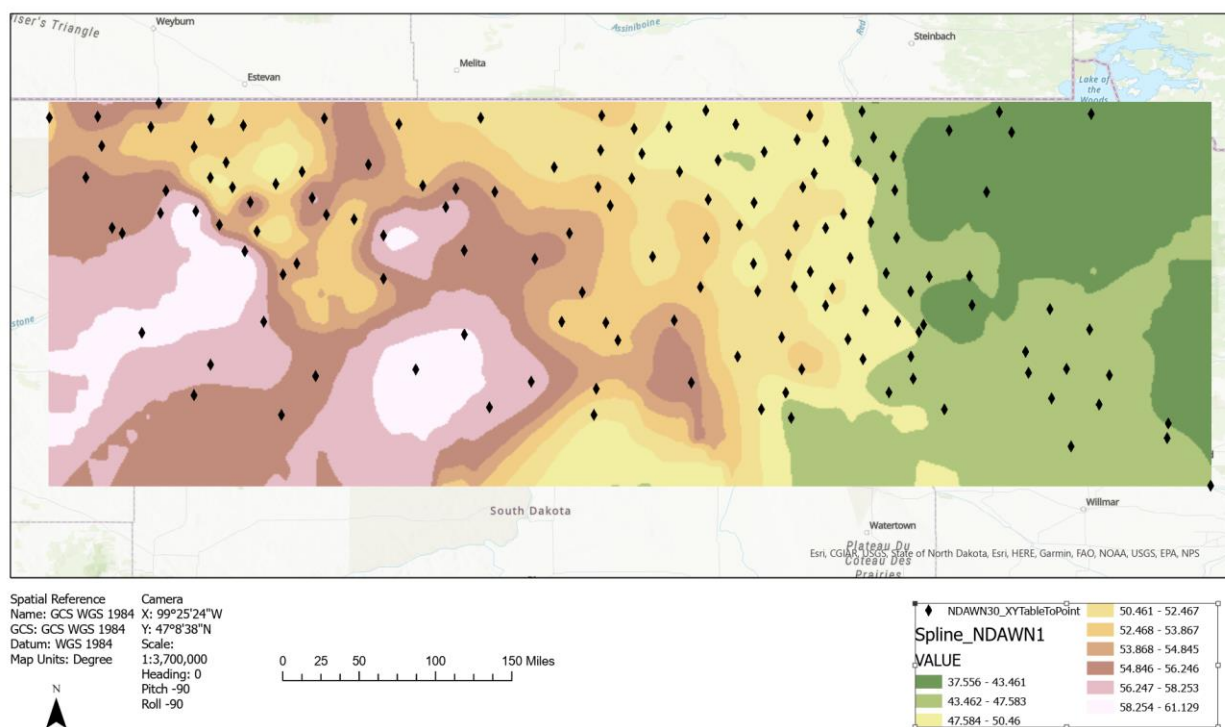 iser's Triangle
Weyburn
Assiniboine
Red
Steinbach
Estevan
Melita
Lake of
the
Woods
stone
South Dakota
Willmar
Watertown
Plateau Du
Coteau Des
Prairies
Esri, CGIAR, USGS, State of North Dakota, Esri, HERE, Garmin, FAO, NOAA, USGS, EPA, NPS
Spatial Reference
Name: GCS WGS 1984
GCS: GCS WGS 1984
Datum: WGS 1984
Map Units: Degree
Camera
X: 99°25'24"W
Y: 47°8'38"N
Scale:
1:3,700,000
Heading: 0
Pitch -90
Roll -90
N
0 25 50 100 150 Miles
NDAWN30_XYTableToPoint
Spline_NDAWN1
VALUE
37.556 - 43.461
43.462 - 47.583
47.584 - 50.46
50.461 - 52.467
52.468 - 53.867
53.868 - 54.845
54.846 - 56.246
56.247 - 58.253
58.254 - 61.129